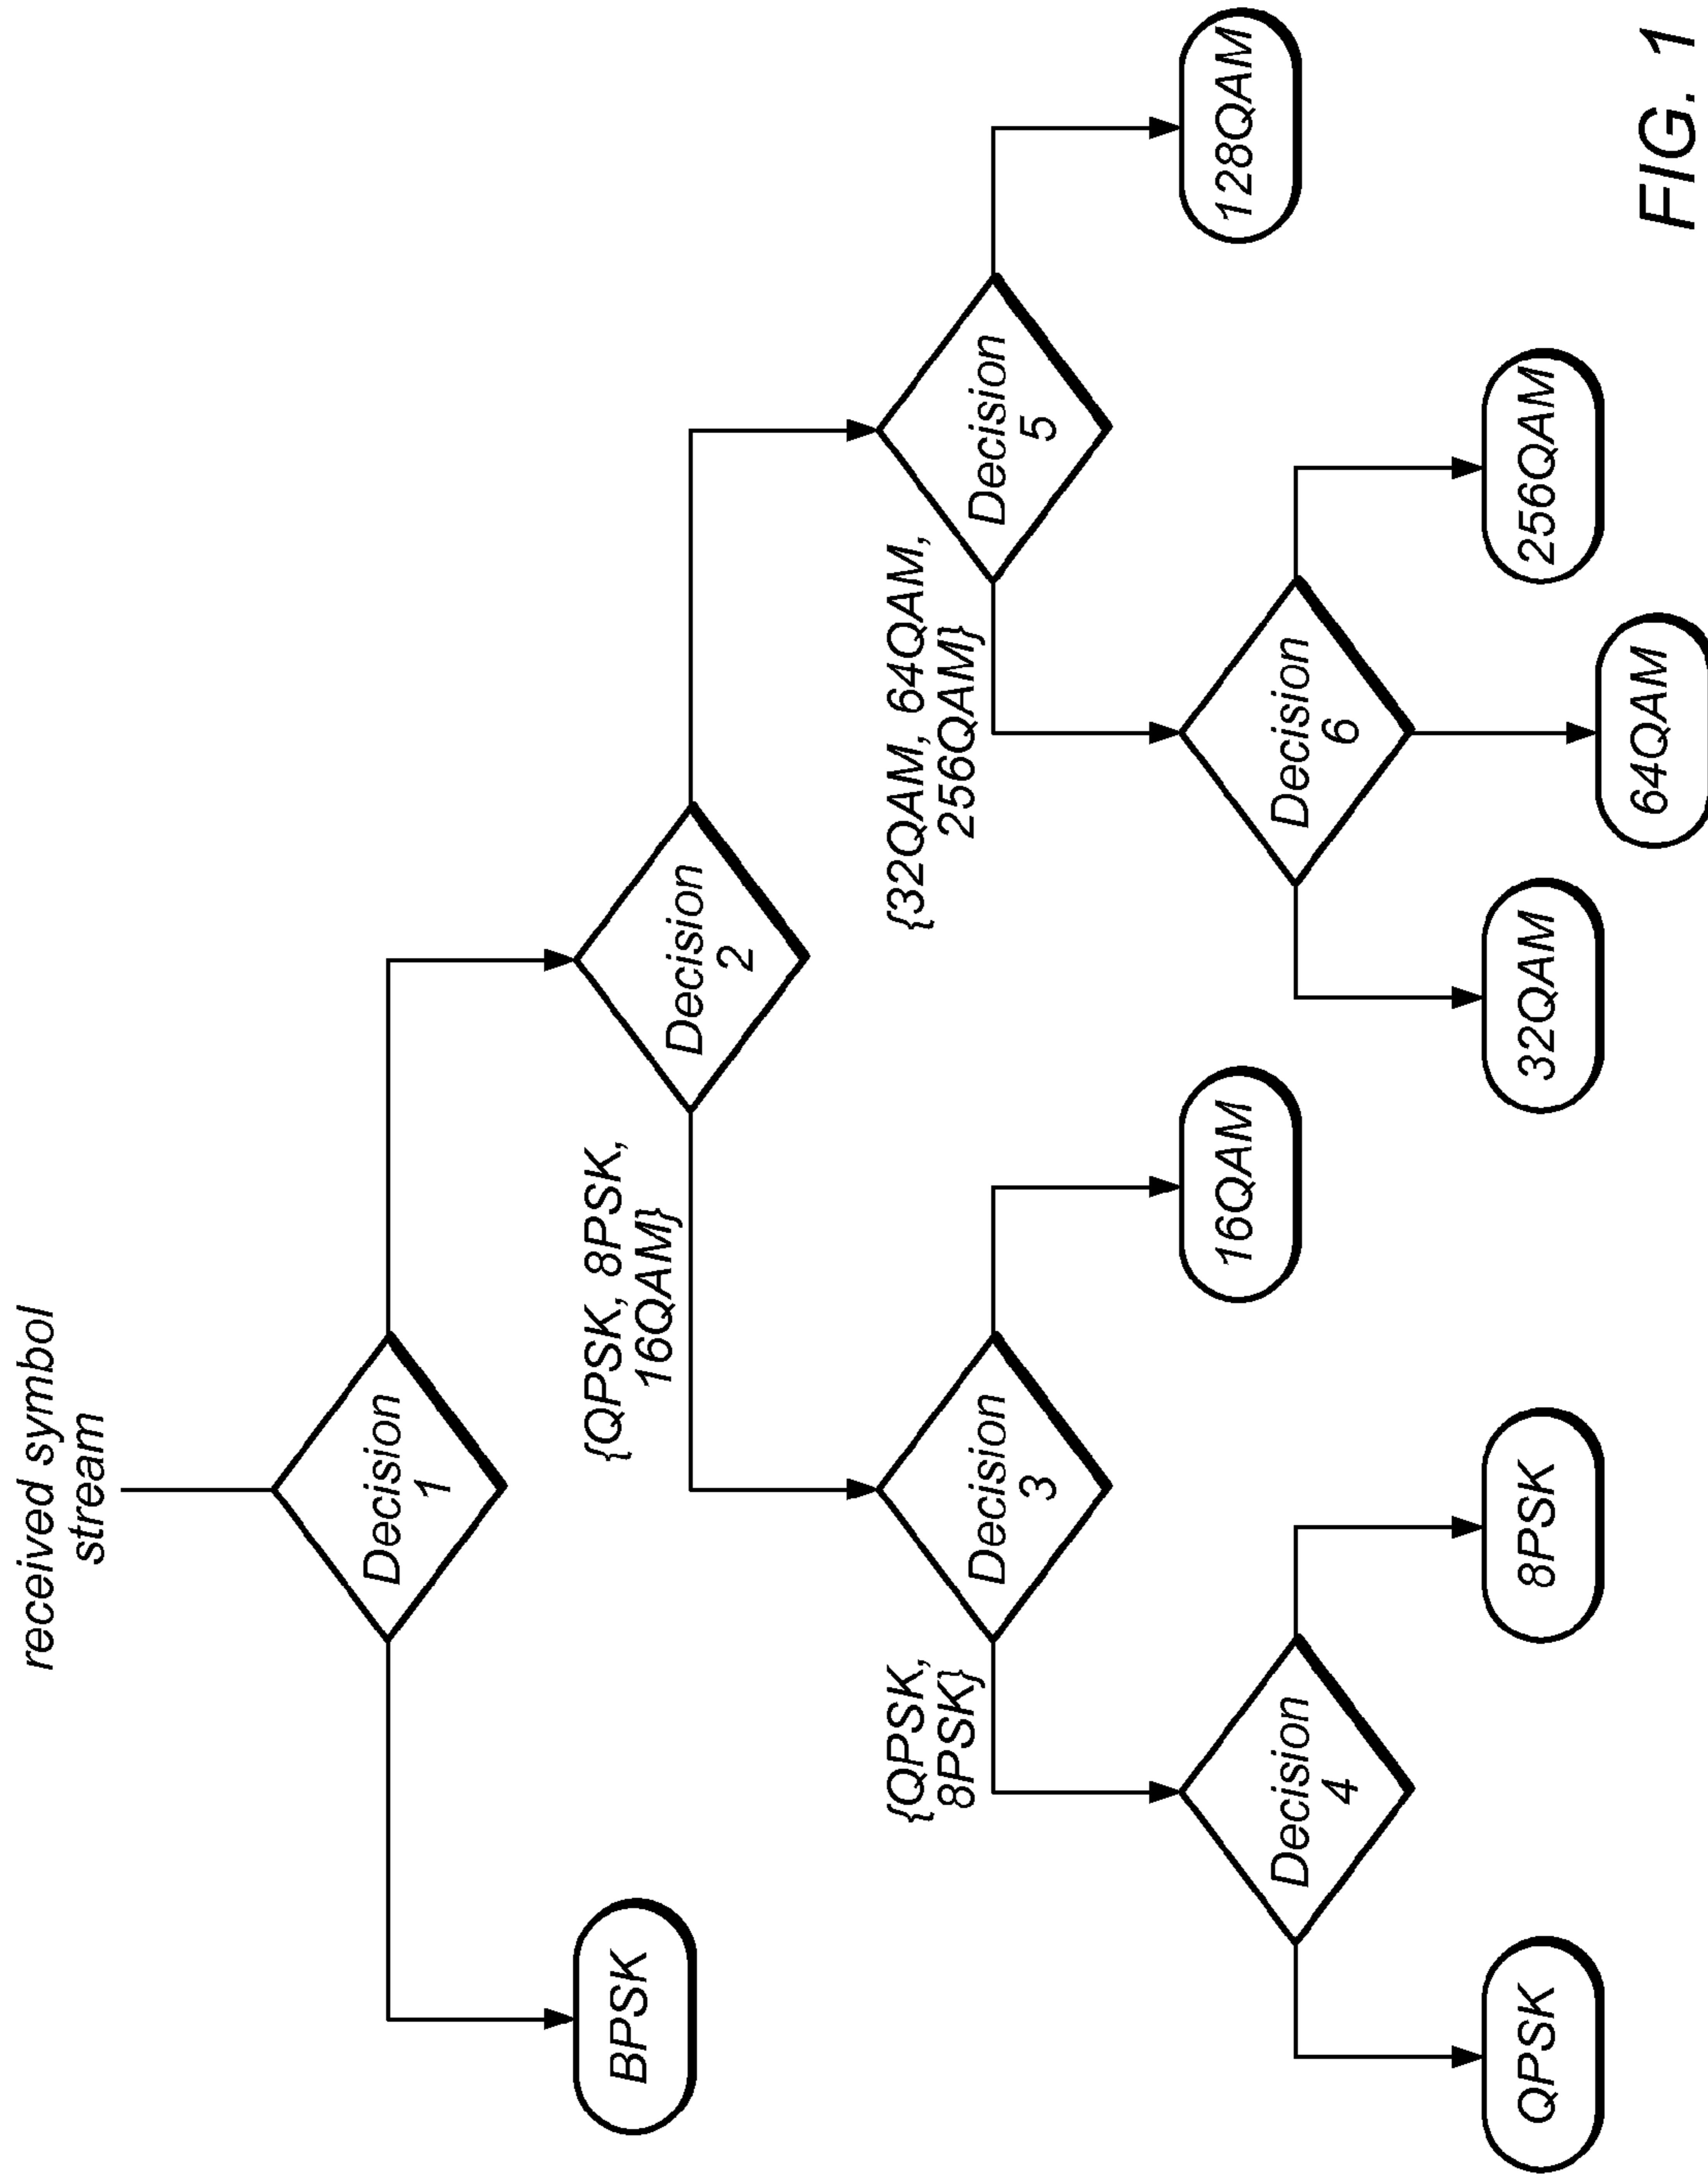 received symbol
stream
Decision
1
BPSK
{QPSK, 8PSK,
16QAM}
Decision
2
{QPSK,
8PSK}
Decision
3
{32QAM, 64QAM,
256QAM}
Decision
5
QPSK
Decision
4
8PSK
16QAM
32QAM
Decision
6
64QAM
256QAM
128QAM
FIG. 1